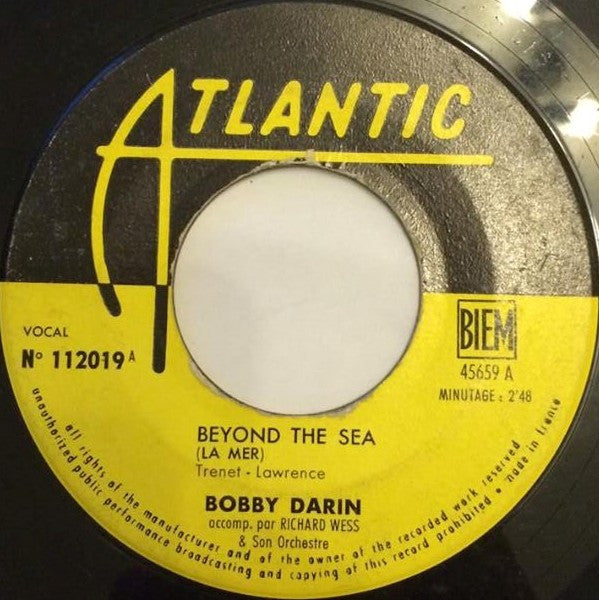 ATLANTIC
VOCAL
Nº 112019 A
BIEM
45659 A
MINUTAGE : 2'48
BEYOND THE SEA
(LA MER)
Trenet - Lawrence
BOBBY DARIN
accomp. par RICHARD WESS
& Son Orchestre
all rights of the manufacturer and of the owner of the recorded work reserved
unauthorized public performance broadcasting and copying of this record prohibited • made in france